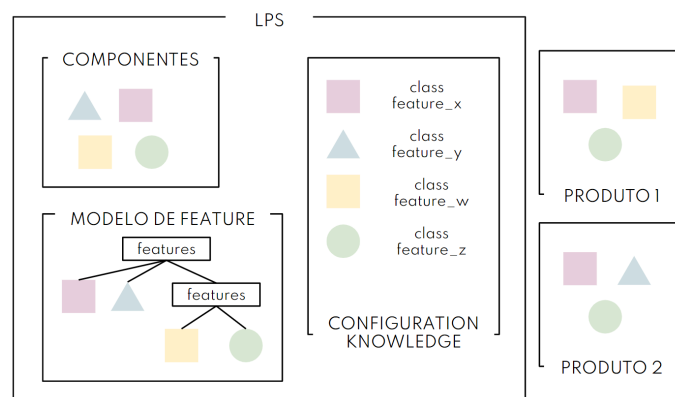 LPS
COMPONENTES
MODELO DE FEATURE
features
features
class
feature_x
class
feature_y
class
feature_w
class
feature_z
CONFIGURATION
KNOWLEDGE
PRODUTO 1
PRODUTO 2